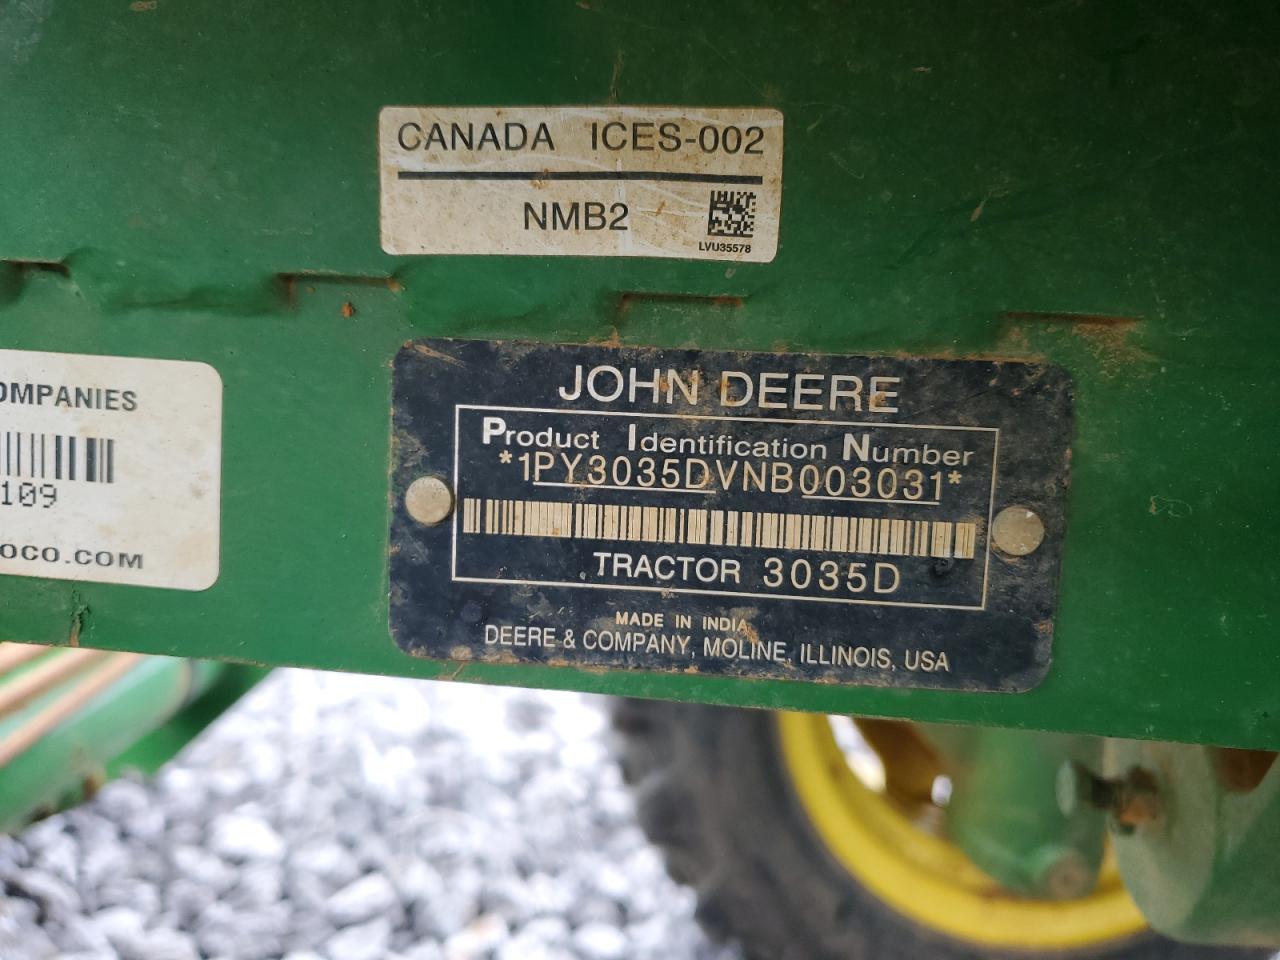 CANADA ICES-002
NMB2
LVU35578
OMPANIES
109
OCO.COM
JOHN DEERE
Product Identification Number
*1PY3035DVNB003031*
TRACTOR 3035D
MADE IN INDIA
DEERE & COMPANY, MOLINE, ILLINOIS, USA